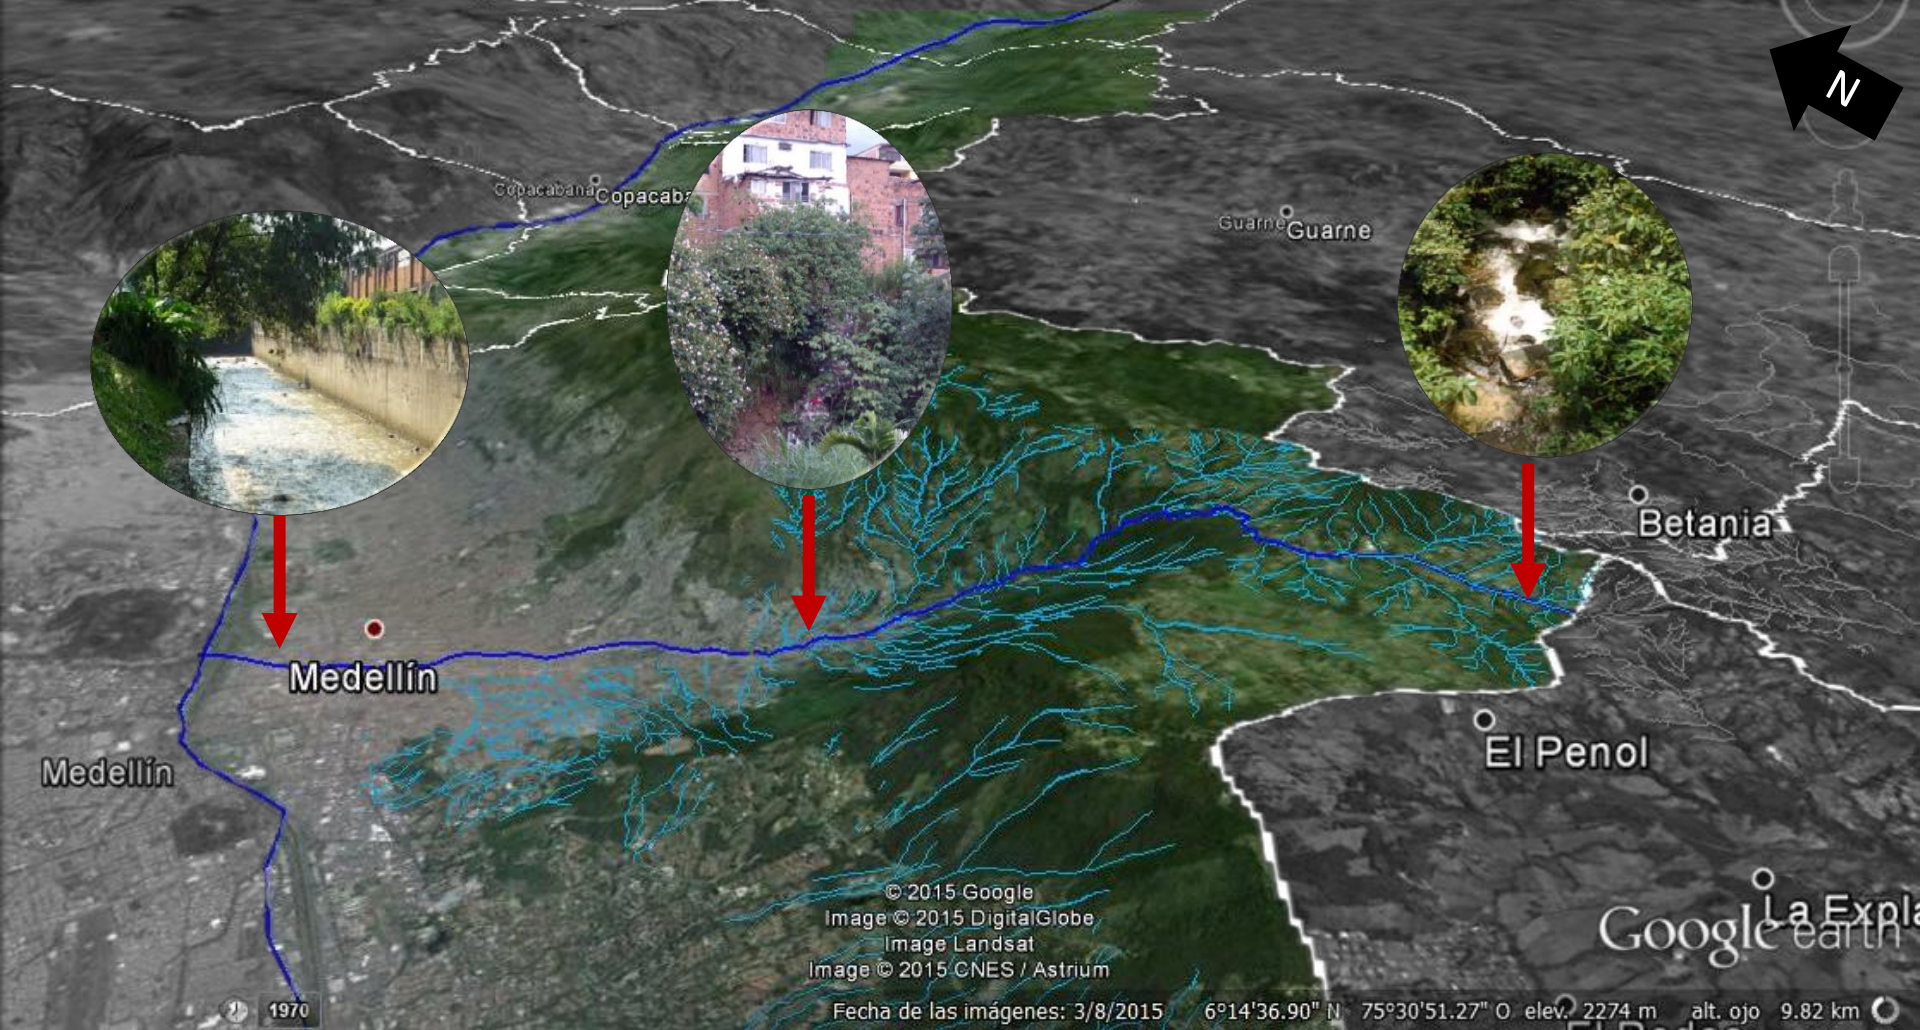 N
Copacabana
Copacaba
Guarne
Guarne
Betania
Medellín
Medellín
El Penol
La Expla
© 2015 Google
Image © 2015 DigitalGlobe
Image Landsat
Image © 2015 CNES / Astrium
Google earth
1970
Fecha de las imágenes: 3/8/2015 6°14'36.90" N 75°30'51.27" O elev. 2274 m alt. ojo 9.82 km